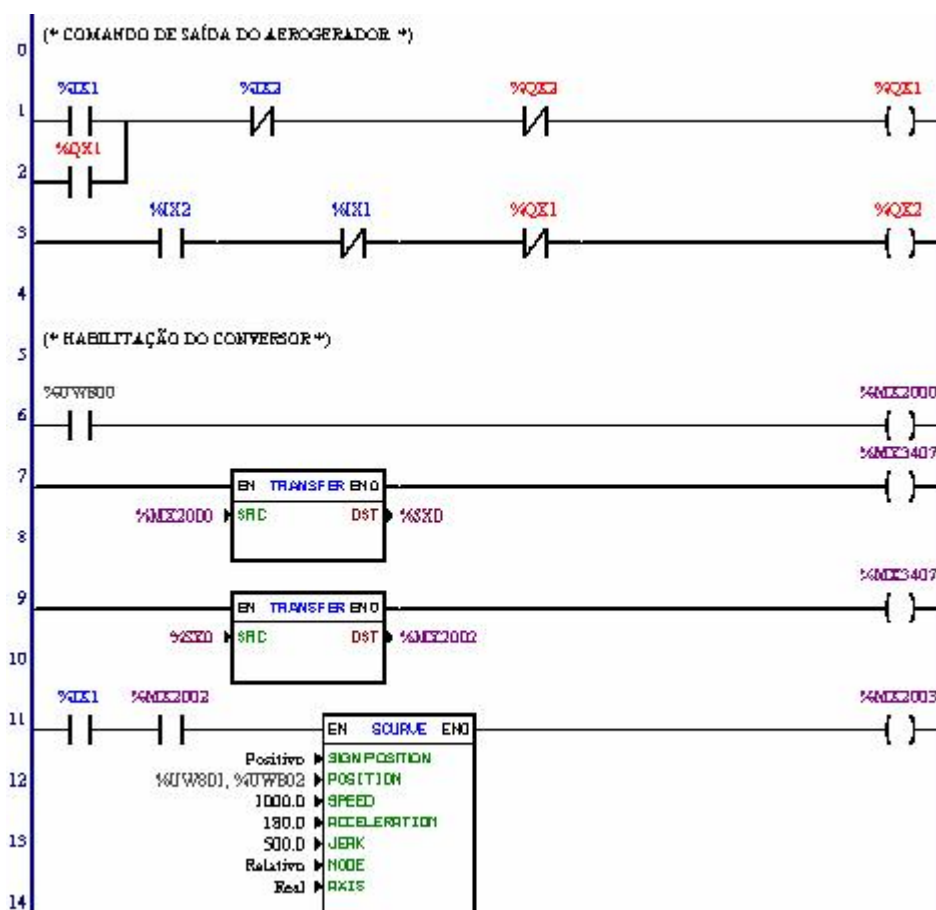 0 (* COMANDO DE SAÍDA DO AEROGERADOR *)
%IX1 %IX2 %QX2 %QX1
1
%QX1
2
%IX2 %IX1 %QX1 %QX2
3
4
(* HABILITAÇÃO DO CONVERSOR *)
5
%UW800 %MX2000
6
%MX3407
7 EN TRANSFER ENO
%MX2000 SRC DST %SX0
8
%MX3407
9 EN TRANSFER ENO
%SX0 SRC DST %MX2002
10
%IX1 %MX2002 %MX2003
11 EN SCURVE ENO
Positivo SIGN POSITION
12 %UW801, %UW802 POSITION
1000.0 SPEED
ACCELERATION
13 500.0 JERK
Relativo MODE
Real AXIS
14